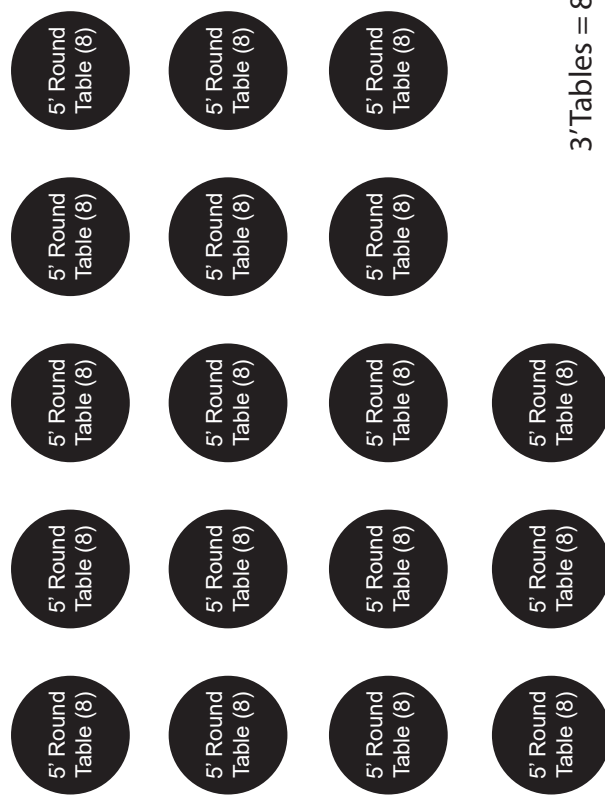 5' Round
Table (8)
5' Round
Table (8)
5' Round
Table (8)
5' Round
Table (8)
5' Round
Table (8)
5' Round
Table (8)
5' Round
Table (8)
5' Round
Table (8)
5' Round
Table (8)
5' Round
Table (8)
5' Round
Table (8)
5' Round
Table (8)
5' Round
Table (8)
5' Round
Table (8)
5' Round
Table (8)
5' Round
Table (8)
5' Round
Table (8)
5' Round
Table (8)
3'Tables = 8